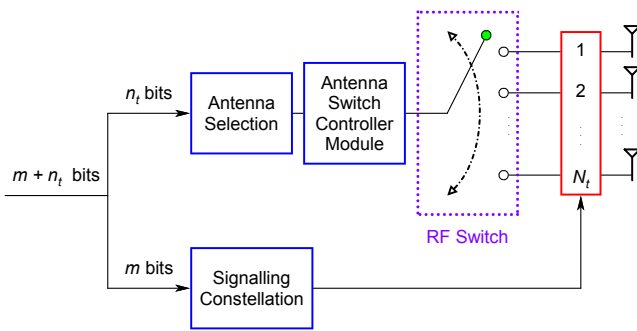 m + n_t bits
n_t bits
Antenna
Selection
Antenna
Switch
Controller
Module
RF Switch
1
2
N_t
m bits
Signalling
Constellation